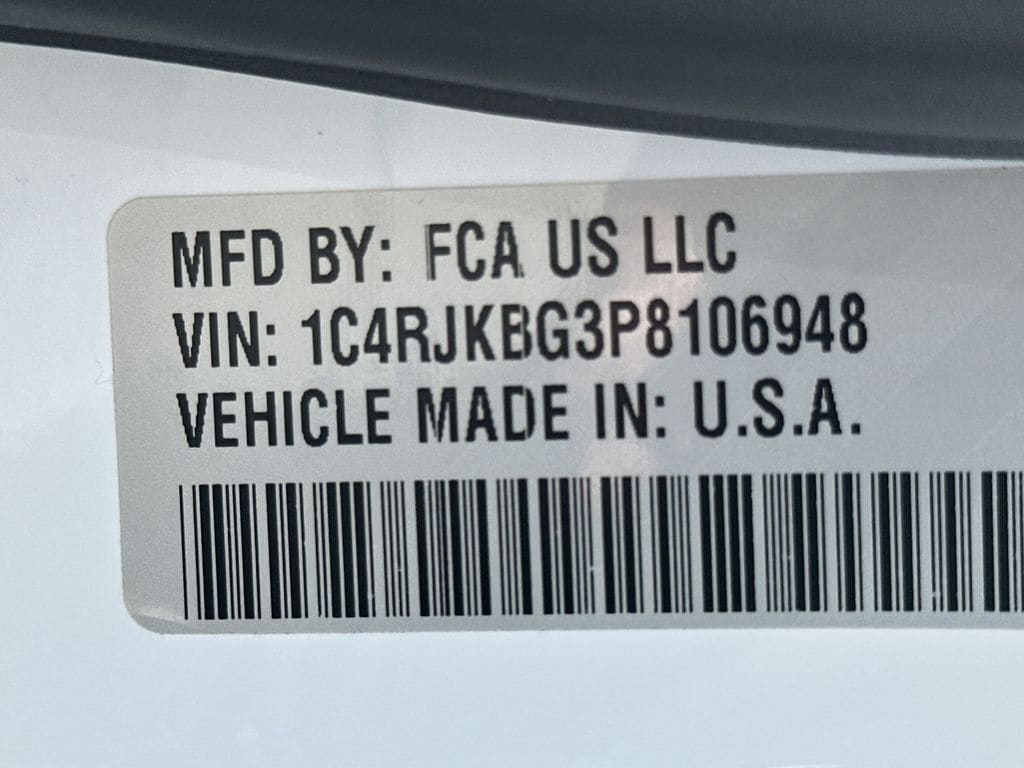 MFD BY: FCA US LLC
VIN: 1C4RJKBG3P8106948
VEHICLE MADE IN: U.S.A.